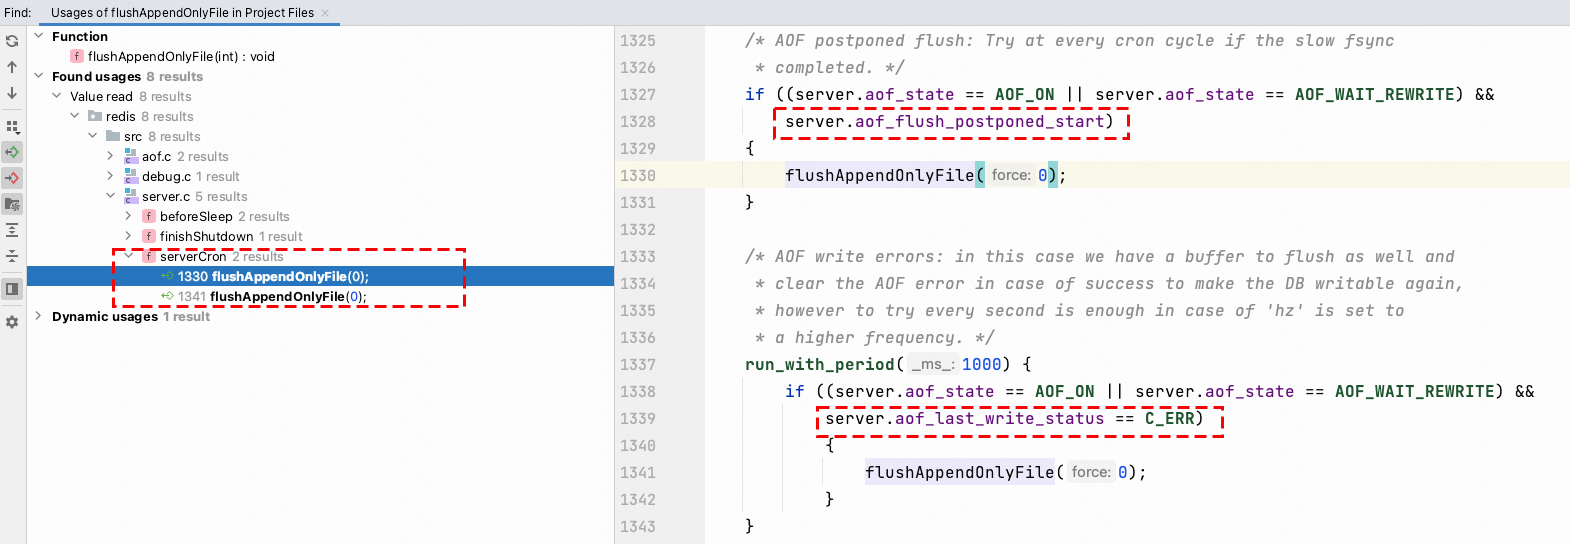 Find: Usages of flushAppendOnlyFile in Project Files ×
Function
f flushAppendOnlyFile(int) : void
Found usages 8 results
Value read 8 results
redis 8 results
src 8 results
aof.c 2 results
debug.c 1 result
server.c 5 results
f beforeSleep 2 results
f finishShutdown 1 result
f serverCron 2 results
1330 flushAppendOnlyFile(0);
1341 flushAppendOnlyFile(0);
Dynamic usages 1 result
1325 /* AOF postponed flush: Try at every cron cycle if the slow fsync
1326 * completed. */
1327 if ((server.aof_state == AOF_ON || server.aof_state == AOF_WAIT_REWRITE) &&
1328 server.aof_flush_postponed_start)
1329 {
1330 flushAppendOnlyFile( force: 0);
1331 }
1332
1333 /* AOF write errors: in this case we have a buffer to flush as well and
1334 * clear the AOF error in case of success to make the DB writable again,
1335 * however to try every second is enough in case of 'hz' is set to
1336 * a higher frequency. */
1337 run_with_period( _ms_: 1000) {
1338 if ((server.aof_state == AOF_ON || server.aof_state == AOF_WAIT_REWRITE) &&
1339 server.aof_last_write_status == C_ERR)
1340 {
1341 flushAppendOnlyFile( force: 0);
1342 }
1343 }